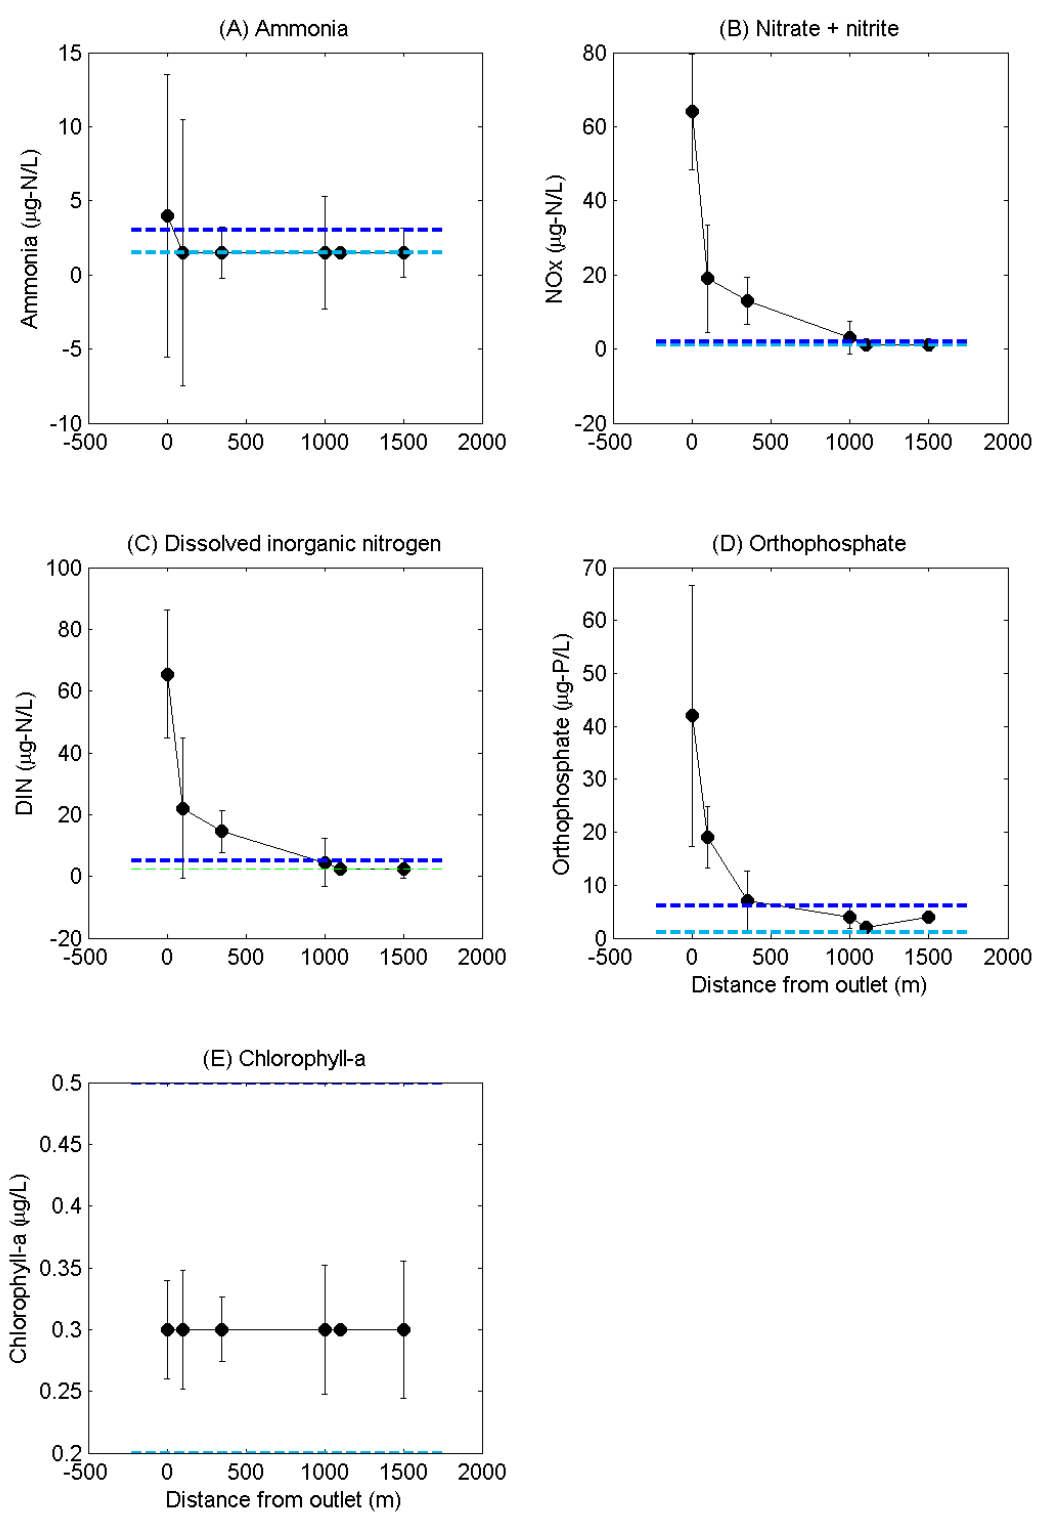 (A) Ammonia
Ammonia (μg-N/L)
15
10
5
0
-5
-10
-500 0 500 1000 1500 2000
(B) Nitrate + nitrite
NOx (μg-N/L)
80
60
40
20
0
-20
-500 0 500 1000 1500 2000
(C) Dissolved inorganic nitrogen
DIN (μg-N/L)
100
80
60
40
20
0
-20
-500 0 500 1000 1500 2000
(D) Orthophosphate
Orthophosphate (μg-P/L)
70
60
50
40
30
20
10
0
-500 0 500 1000 1500 2000
Distance from outlet (m)
(E) Chlorophyll-a
Chlorophyll-a (μg/L)
0.5
0.45
0.4
0.35
0.3
0.25
0.2
-500 0 500 1000 1500 2000
Distance from outlet (m)